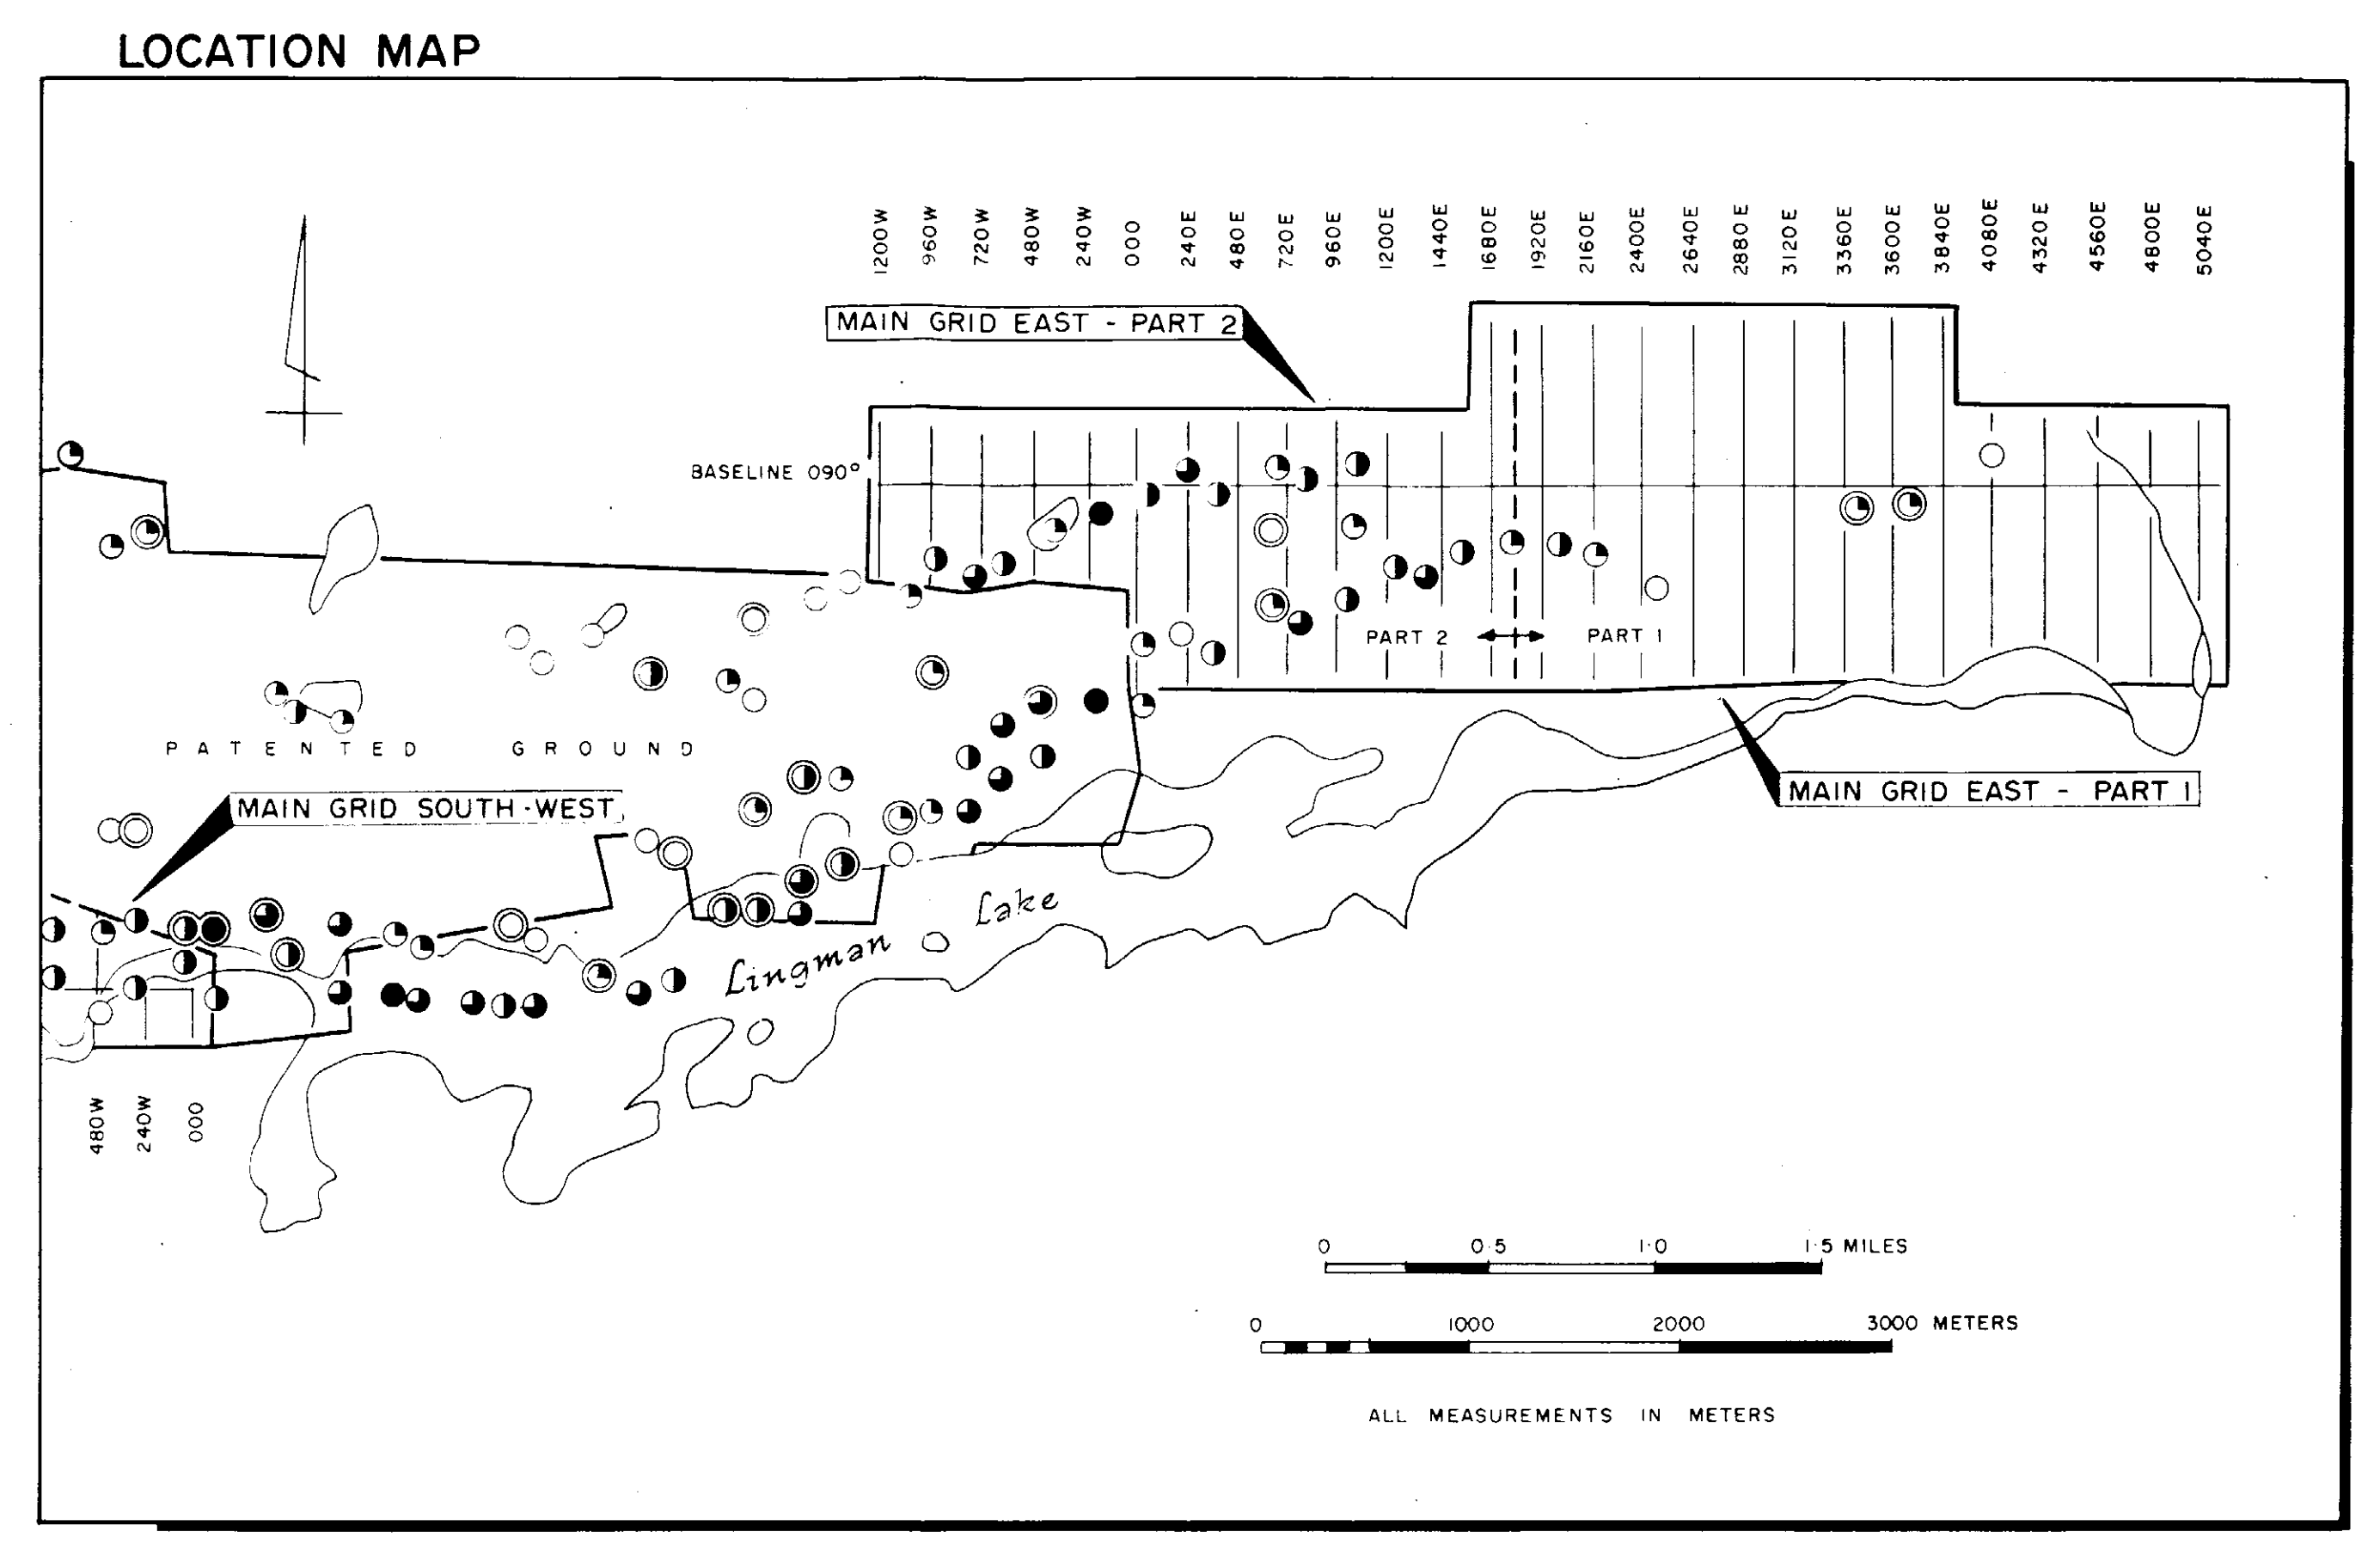 LOCATION MAP
1200W
960W
720W
480W
240W
000
240E
480E
720E
960E
1200E
1440E
1680E
1920E
2160E
2400E
2640E
2880E
3120E
3360E
3600E
3840E
4080E
4320E
4560E
4800E
5040E
MAIN GRID EAST - PART 2
BASELINE 090°
PART 2
PART 1
PATENTED GROUND
MAIN GRID EAST - PART 1
MAIN GRID SOUTH-WEST
Lingman Lake
480W
240W
000
0 0·5 1·0 1·5 MILES
0 1000 2000 3000 METERS
ALL MEASUREMENTS IN METERS